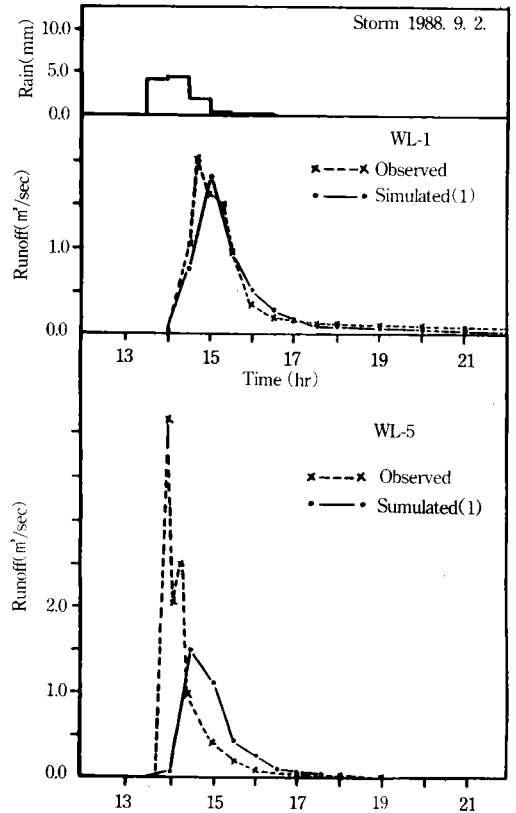 Storm 1988. 9. 2.
Rain(mm)
10.0
5.0
0.0
WL-1
Observed
Simulated(1)
Runoff(㎥/sec)
1.0
0.0
13 15 16 17 19 21
Time (hr)
WL-5
Observed
Sumulated(1)
Runoff(㎥/sec)
2.0
1.0
0.0
13 15 16 17 19 21